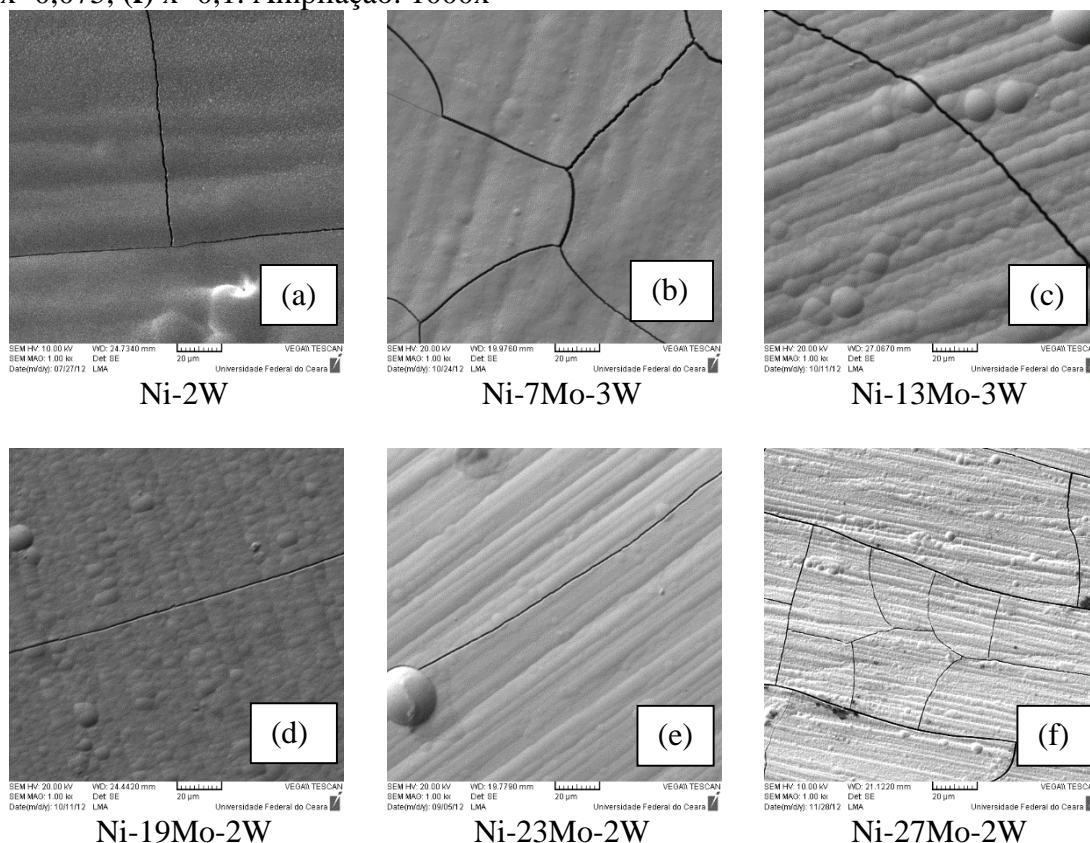 x=0,075; (f) x=0,1. Ampliação: 1000x
(a)
(b)
(c)
SEM HV: 10.00 kV WD: 24.7340 mm VEGA\\ TESCAN
SEM MAG: 1.00 kx Det: SE 20 µm
Date(m/d/y): 07/27/12 LMA Universidade Federal do Ceara
SEM HV: 20.00 kV WD: 19.9760 mm VEGA\\ TESCAN
SEM MAG: 1.00 kx Det: SE 20 µm
Date(m/d/y): 10/24/12 LMA Universidade Federal do Ceara
SEM HV: 20.00 kV WD: 27.0670 mm VEGA\\ TESCAN
SEM MAG: 1.00 kx Det: SE 20 µm
Date(m/d/y): 10/11/12 LMA Universidade Federal do Ceara
Ni-2W
Ni-7Mo-3W
Ni-13Mo-3W
(d)
(e)
(f)
SEM HV: 20.00 kV WD: 24.4420 mm VEGA\\ TESCAN
SEM MAG: 1.00 kx Det: SE 20 µm
Date(m/d/y): 10/11/12 LMA Universidade Federal do Ceara
SEM HV: 20.00 kV WD: 19.7790 mm VEGA\\ TESCAN
SEM MAG: 1.00 kx Det: SE 20 µm
Date(m/d/y): 09/05/12 LMA Universidade Federal do Ceara
SEM HV: 10.00 kV WD: 21.1220 mm VEGA\\ TESCAN
SEM MAG: 1.00 kx Det: SE 20 µm
Date(m/d/y): 11/28/12 LMA Universidade Federal do Ceara
Ni-19Mo-2W
Ni-23Mo-2W
Ni-27Mo-2W